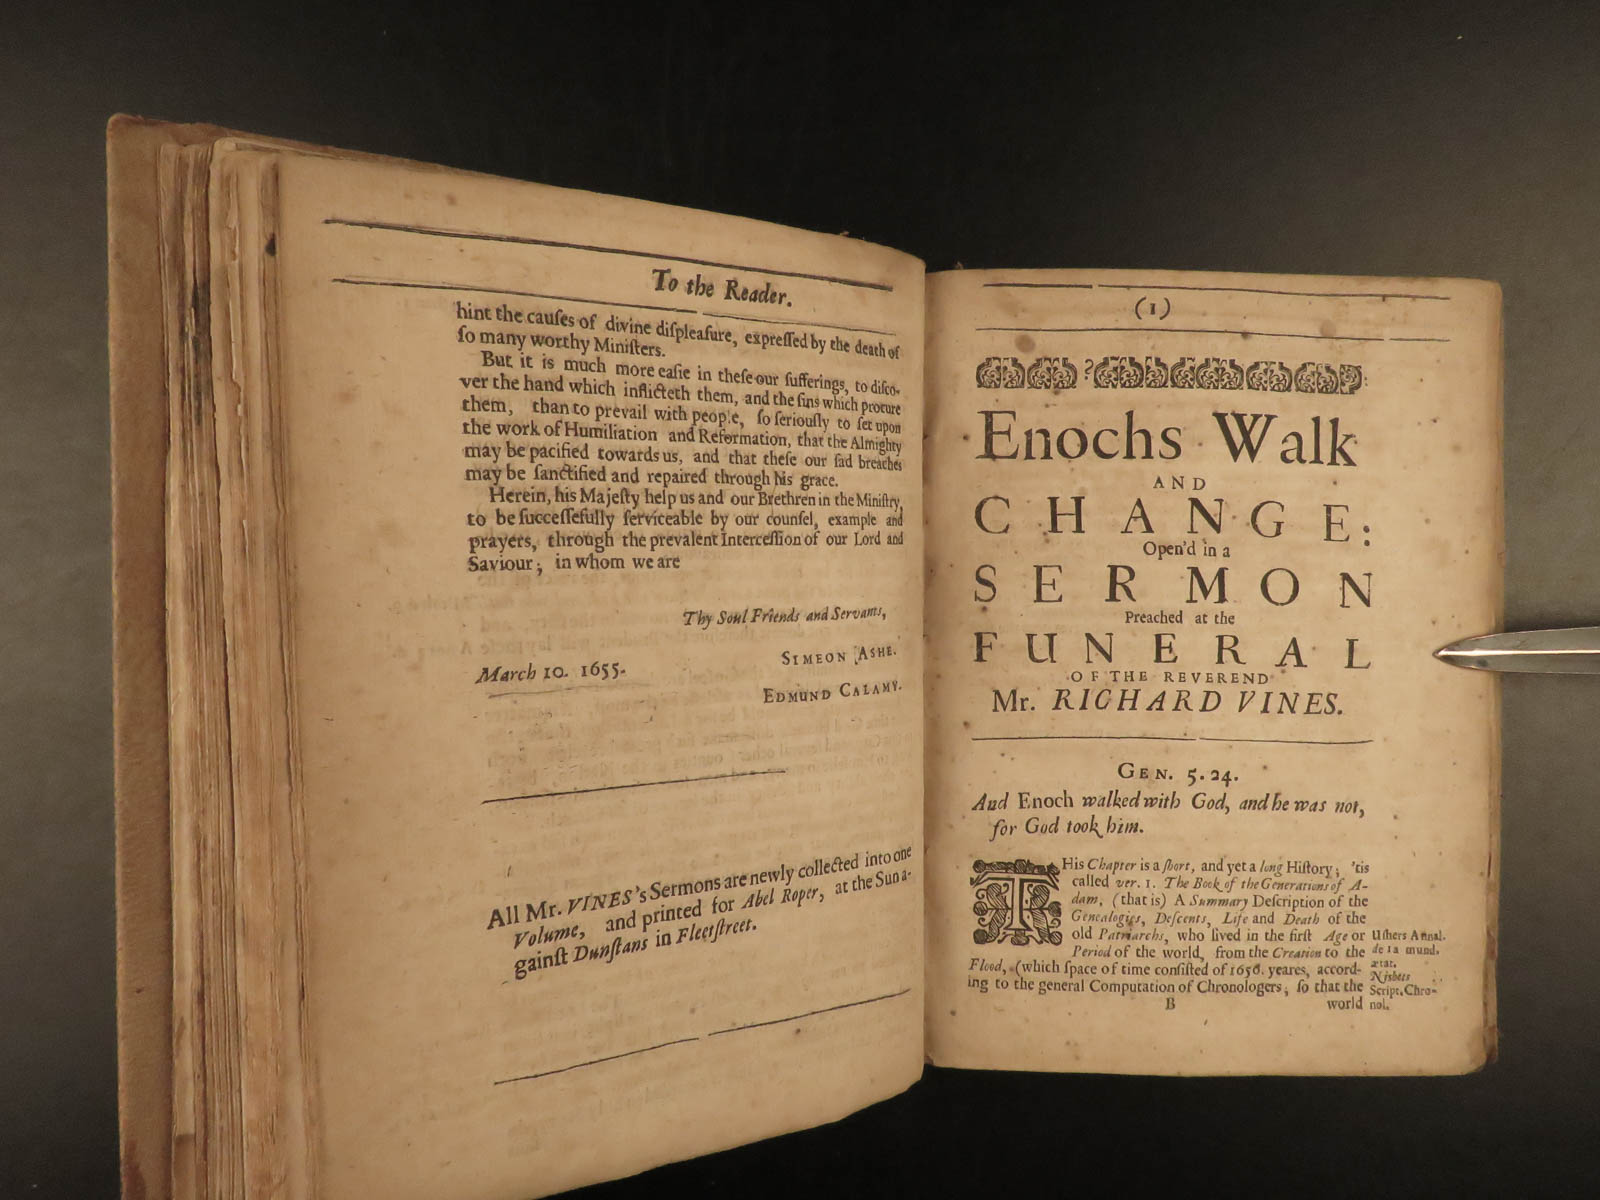 To the Reader.
hint the cauſes of divine diſpleaſure, expreſſed by the death of
ſo many worthy Miniſters.
But it is much more eaſie in theſe our ſufferings, to diſco-
ver the hand which inflicteth them, and the ſins which procure
them, than to prevail with people, ſo ſeriouſly to ſet upon
the work of Humiliation and Reformation, that the Almighty
may be pacified towards us, and that theſe our ſad breaches
may be ſanctified and repaired through his grace.
Herein, his Majeſty help us and our Brethren in the Miniſtry,
to be ſucceſſefully ſerviceable by our counſel, example and
prayers, through the prevalent Interceſſion of our Lord and
Saviour; in whom we are
Thy Soul Friends and Servants,
SIMEON ASHE.
March 10. 1655.
EDMUND CALAMY.
All Mr. VINES's Sermons are newly collected into one
Volume, and printed for Abel Roper, at the Sun a-
gainſt Dunſtans in Fleetſtreet.
(1)
Enochs Walk
AND
CHANGE:
Open'd in a
SERMON
Preached at the
FUNERAL
OF THE REVEREND
Mr. RICHARD VINES.
GEN. 5. 24.
And Enoch walked with God, and he was not,
for God took him.
THis Chapter is a ſhort, and yet a long Hiſtory; 'tis
called ver. 1. The Book of the Generations of A-
dam, (that is) A Summary Deſcription of the
Genealogies, Deſcents, Life and Death of the
old Patriarchs, who lived in the firſt Age or
Period of the world, from the Creation to the
Flood, (which ſpace of time conſiſted of 1656. yeares, accord-
ing to the general Computation of Chronologers; ſo that the
B world
Uſhers Annal.
de 1a mund.
ætat.
Nisbets
Script. Chro-
nol.